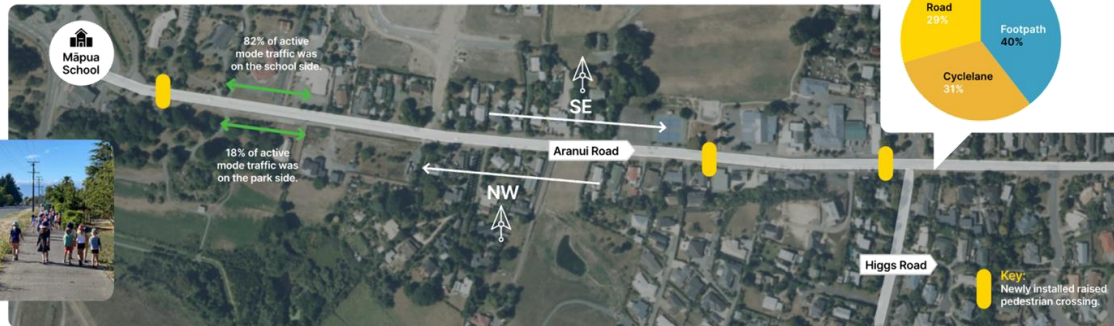 Māpua
School
82% of active
mode traffic was
on the school side.
18% of active
mode traffic was
on the park side.
SE
NW
Aranui Road
Higgs Road
Road
29%
Footpath
40%
Cyclelane
31%
Key:
Newly installed raised
pedestrian crossing.